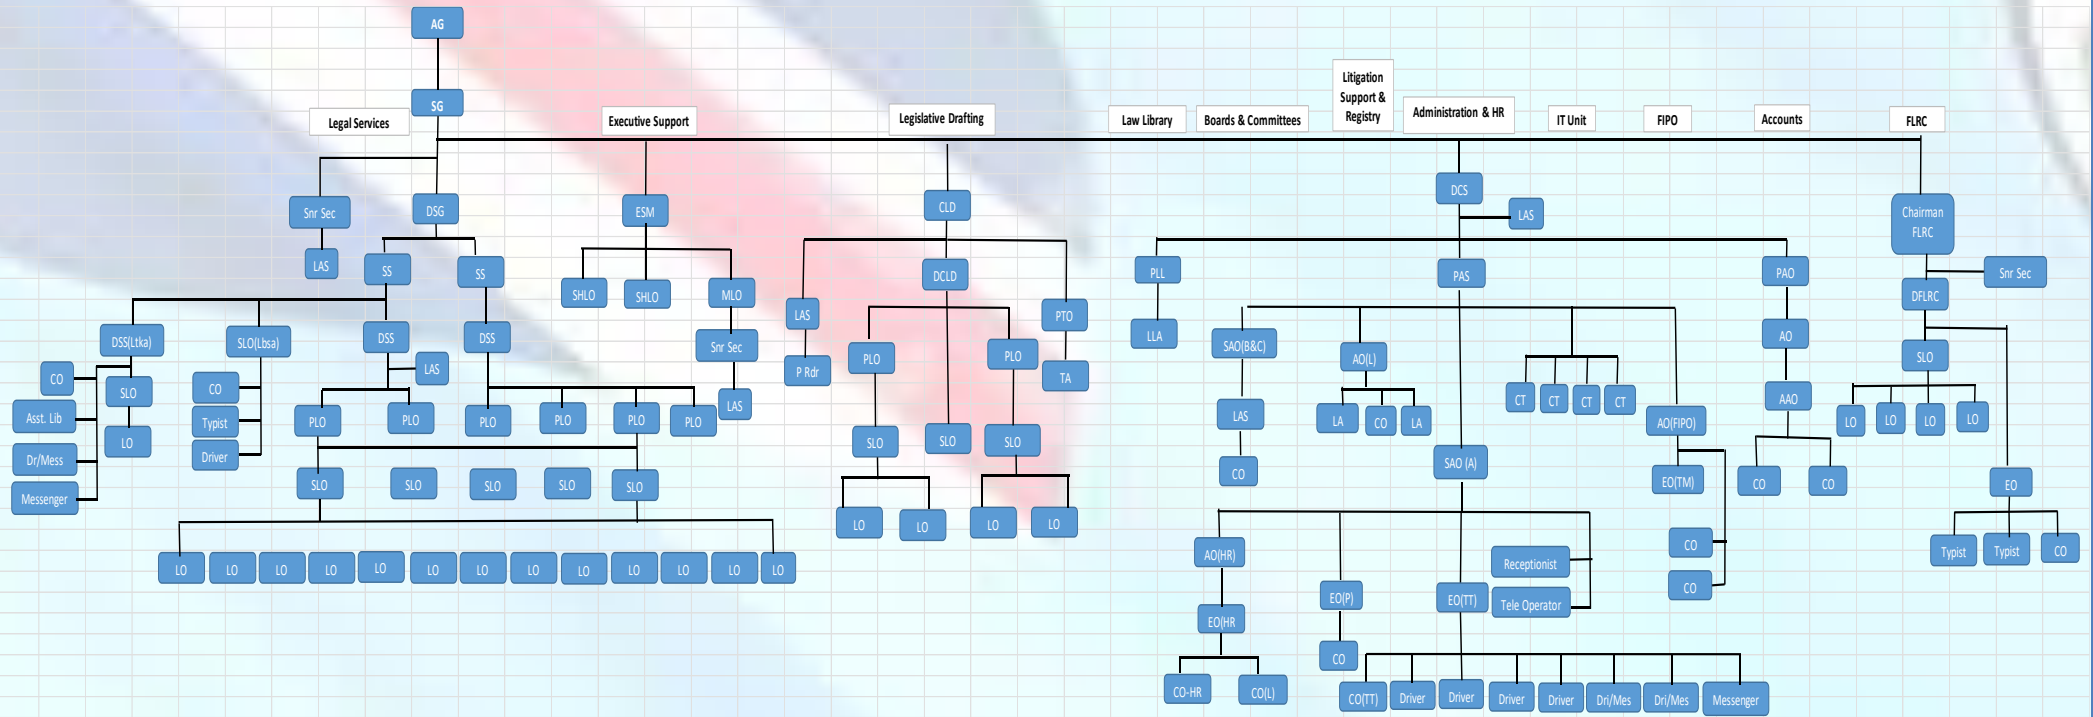 AG
SG
Legal Services
Executive Support
Legislative Drafting
Law Library
Boards & Committees
Litigation
Support &
Registry
Administration & HR
IT Unit
FIPO
Accounts
FLRC
Snr Sec
DSG
ESM
CLD
DCS
LAS
Chairman
FLRC
LAS
SS
SS
SHLO
SHLO
MLO
DCLD
PLL
PAS
PAO
Snr Sec
DFLRC
LAS
PTO
DSS(Ltka)
SLO(Lbsa)
DSS
DSS
Snr Sec
LLA
SAO(B&C)
AO(L)
AO
SLO
PLO
PLO
P Rdr
TA
CO
SLO
CO
LAS
LAS
CT
CT
CT
CT
AAO
Asst. Lib
LO
Typist
PLO
PLO
PLO
PLO
PLO
PLO
LAS
LA
CO
LA
AO(FIPO)
LO
LO
LO
LO
Dr/Mess
Driver
SLO
SLO
SLO
CO
SAO (A)
EO(TM)
CO
CO
EO
Messenger
SLO
SLO
SLO
SLO
SLO
LO
LO
LO
LO
AO(HR)
Receptionist
CO
Typist
Typist
CO
LO
LO
LO
LO
LO
LO
LO
LO
LO
LO
LO
LO
LO
EO(P)
EO(TT)
Tele Operator
CO
EO(HR
CO
CO-HR
CO(L)
CO(TT)
Driver
Driver
Driver
Driver
Dri/Mes
Dri/Mes
Messenger